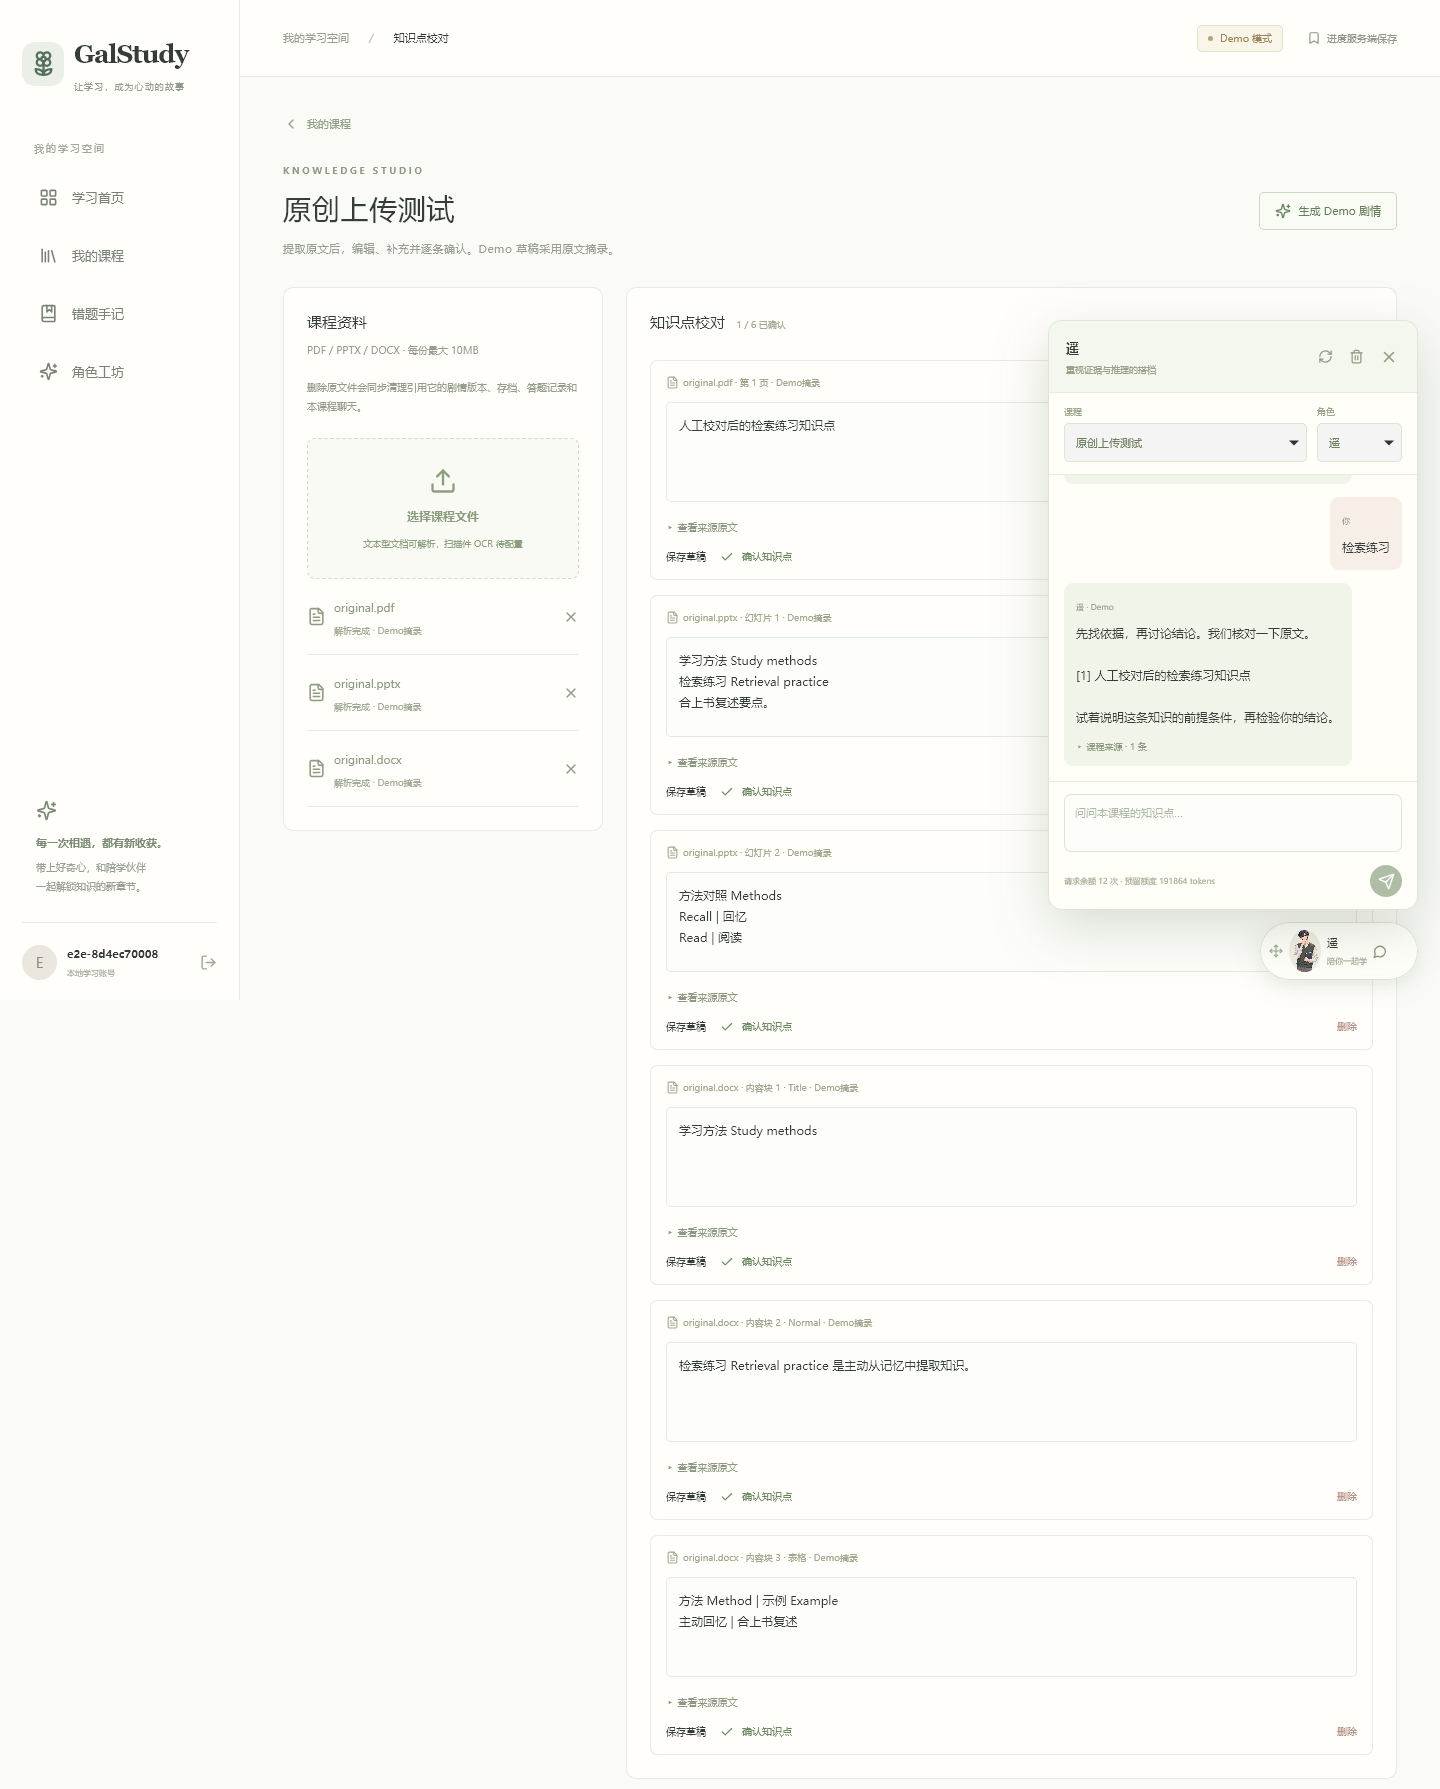 GalStudy
让学习，成为心动的故事
我的学习空间
学习首页
我的课程
错题手记
角色工坊
每一次相遇，都有新收获。
带上好奇心，和陪学伙伴
一起解锁知识的新章节。
E
e2e-8d4ec70008
本地学习账号
我的学习空间 / 知识点校对
Demo 模式
进度服务端保存
我的课程
KNOWLEDGE STUDIO
原创上传测试
提取原文后，编辑、补充并逐条确认。Demo 草稿采用原文摘录。
生成 Demo 剧情
课程资料
PDF / PPTX / DOCX · 每份最大 10MB
删除原文件会同步清理引用它的剧情版本、存档、答题记录和
本课程聊天。
选择课程文件
文本型文档可解析，扫描件 OCR 待配置
original.pdf
解析完成 · Demo摘录
original.pptx
解析完成 · Demo摘录
original.docx
解析完成 · Demo摘录
知识点校对 1 / 6 已确认
original.pdf · 第 1 页 · Demo摘录
人工校对后的检索练习知识点
查看来源原文
保存草稿 确认知识点
original.pptx · 幻灯片 1 · Demo摘录
学习方法 Study methods
检索练习 Retrieval practice
合上书复述要点。
查看来源原文
保存草稿 确认知识点
original.pptx · 幻灯片 2 · Demo摘录
方法对照 Methods
Recall | 回忆
Read | 阅读
查看来源原文
保存草稿 确认知识点 删除
original.docx · 内容块 1 · Title · Demo摘录
学习方法 Study methods
查看来源原文
保存草稿 确认知识点 删除
original.docx · 内容块 2 · Normal · Demo摘录
检索练习 Retrieval practice 是主动从记忆中提取知识。
查看来源原文
保存草稿 确认知识点 删除
original.docx · 内容块 3 · 表格 · Demo摘录
方法 Method | 示例 Example
主动回忆 | 合上书复述
查看来源原文
保存草稿 确认知识点 删除
遥
重视证据与推理的搭档
课程 角色
原创上传测试 遥
你
检索练习
遥 · Demo
先找依据，再讨论结论。我们核对一下原文。
[1] 人工校对后的检索练习知识点
试着说明这条知识的前提条件，再检验你的结论。
课程来源 · 1 条
问问本课程的知识点…
请求余额 12 次 · 预留额度 191864 tokens
遥
陪你一起学